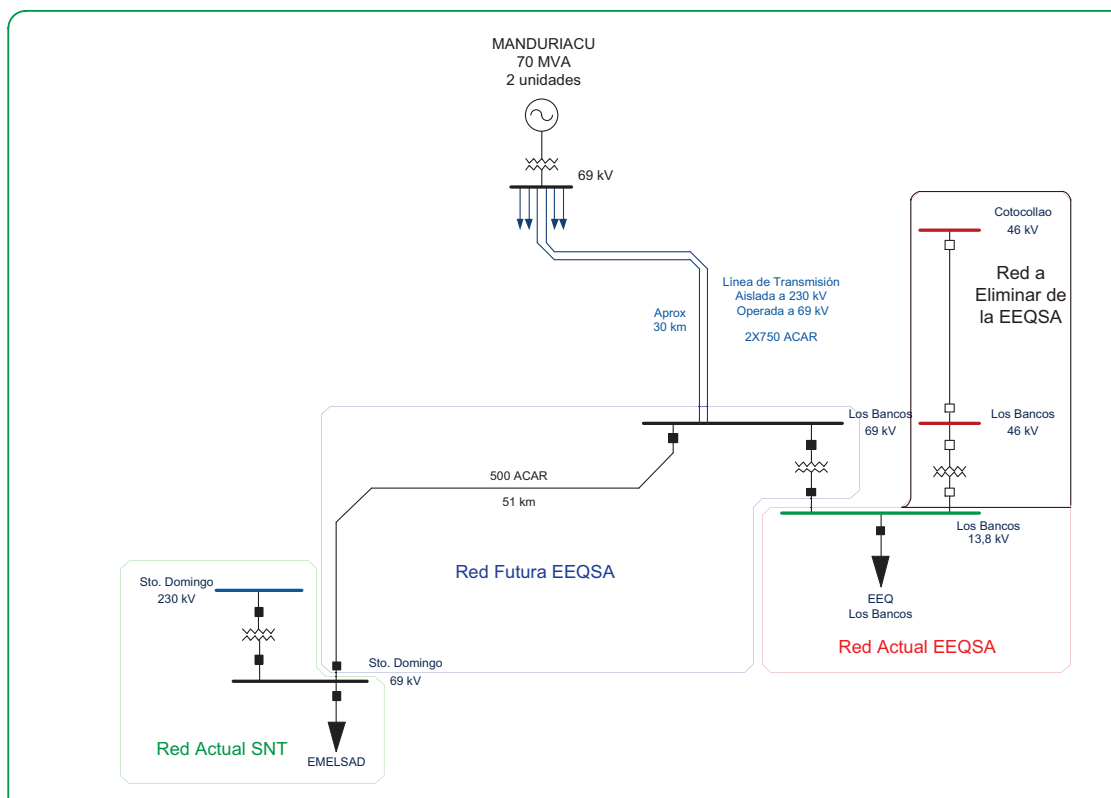 MANDURIACU
70 MVA
2 unidades
69 kV
Línea de Transmisión
Aislada a 230 kV
Operada a 69 kV
2X750 ACAR
Aprox
30 km
Cotocollao
46 kV
Red a
Eliminar de
la EEQSA
Los Bancos
69 kV
Los Bancos
46 kV
500 ACAR
51 km
Los Bancos
13,8 kV
Red Futura EEQSA
Sto. Domingo
230 kV
EEQ
Los Bancos
Red Actual EEQSA
Sto. Domingo
69 kV
Red Actual SNT
EMELSAD